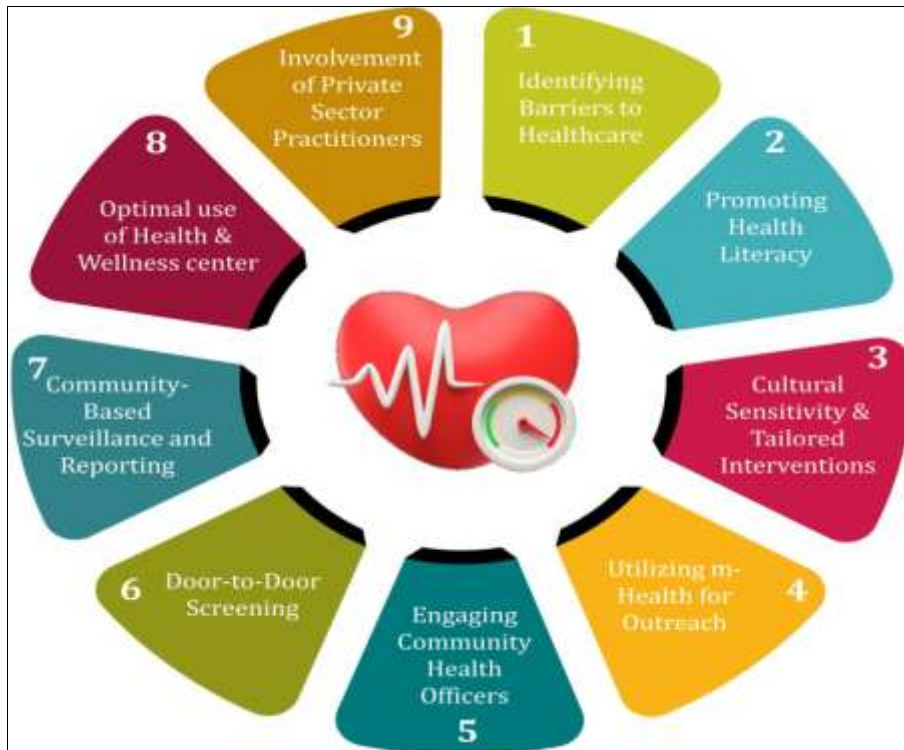 1
Identifying
Barriers to
Healthcare
2
Promoting
Health
Literacy
3
Cultural
Sensitivity &
Tailored
Interventions
4
Utilizing m-
Health for
Outreach
Engaging
Community
Health
Officers
5
6
Door-to-Door
Screening
7
Community-
Based
Surveillance and
Reporting
8
Optimal use
of Health &
Wellness center
9
Involvement
of Private
Sector
Practitioners